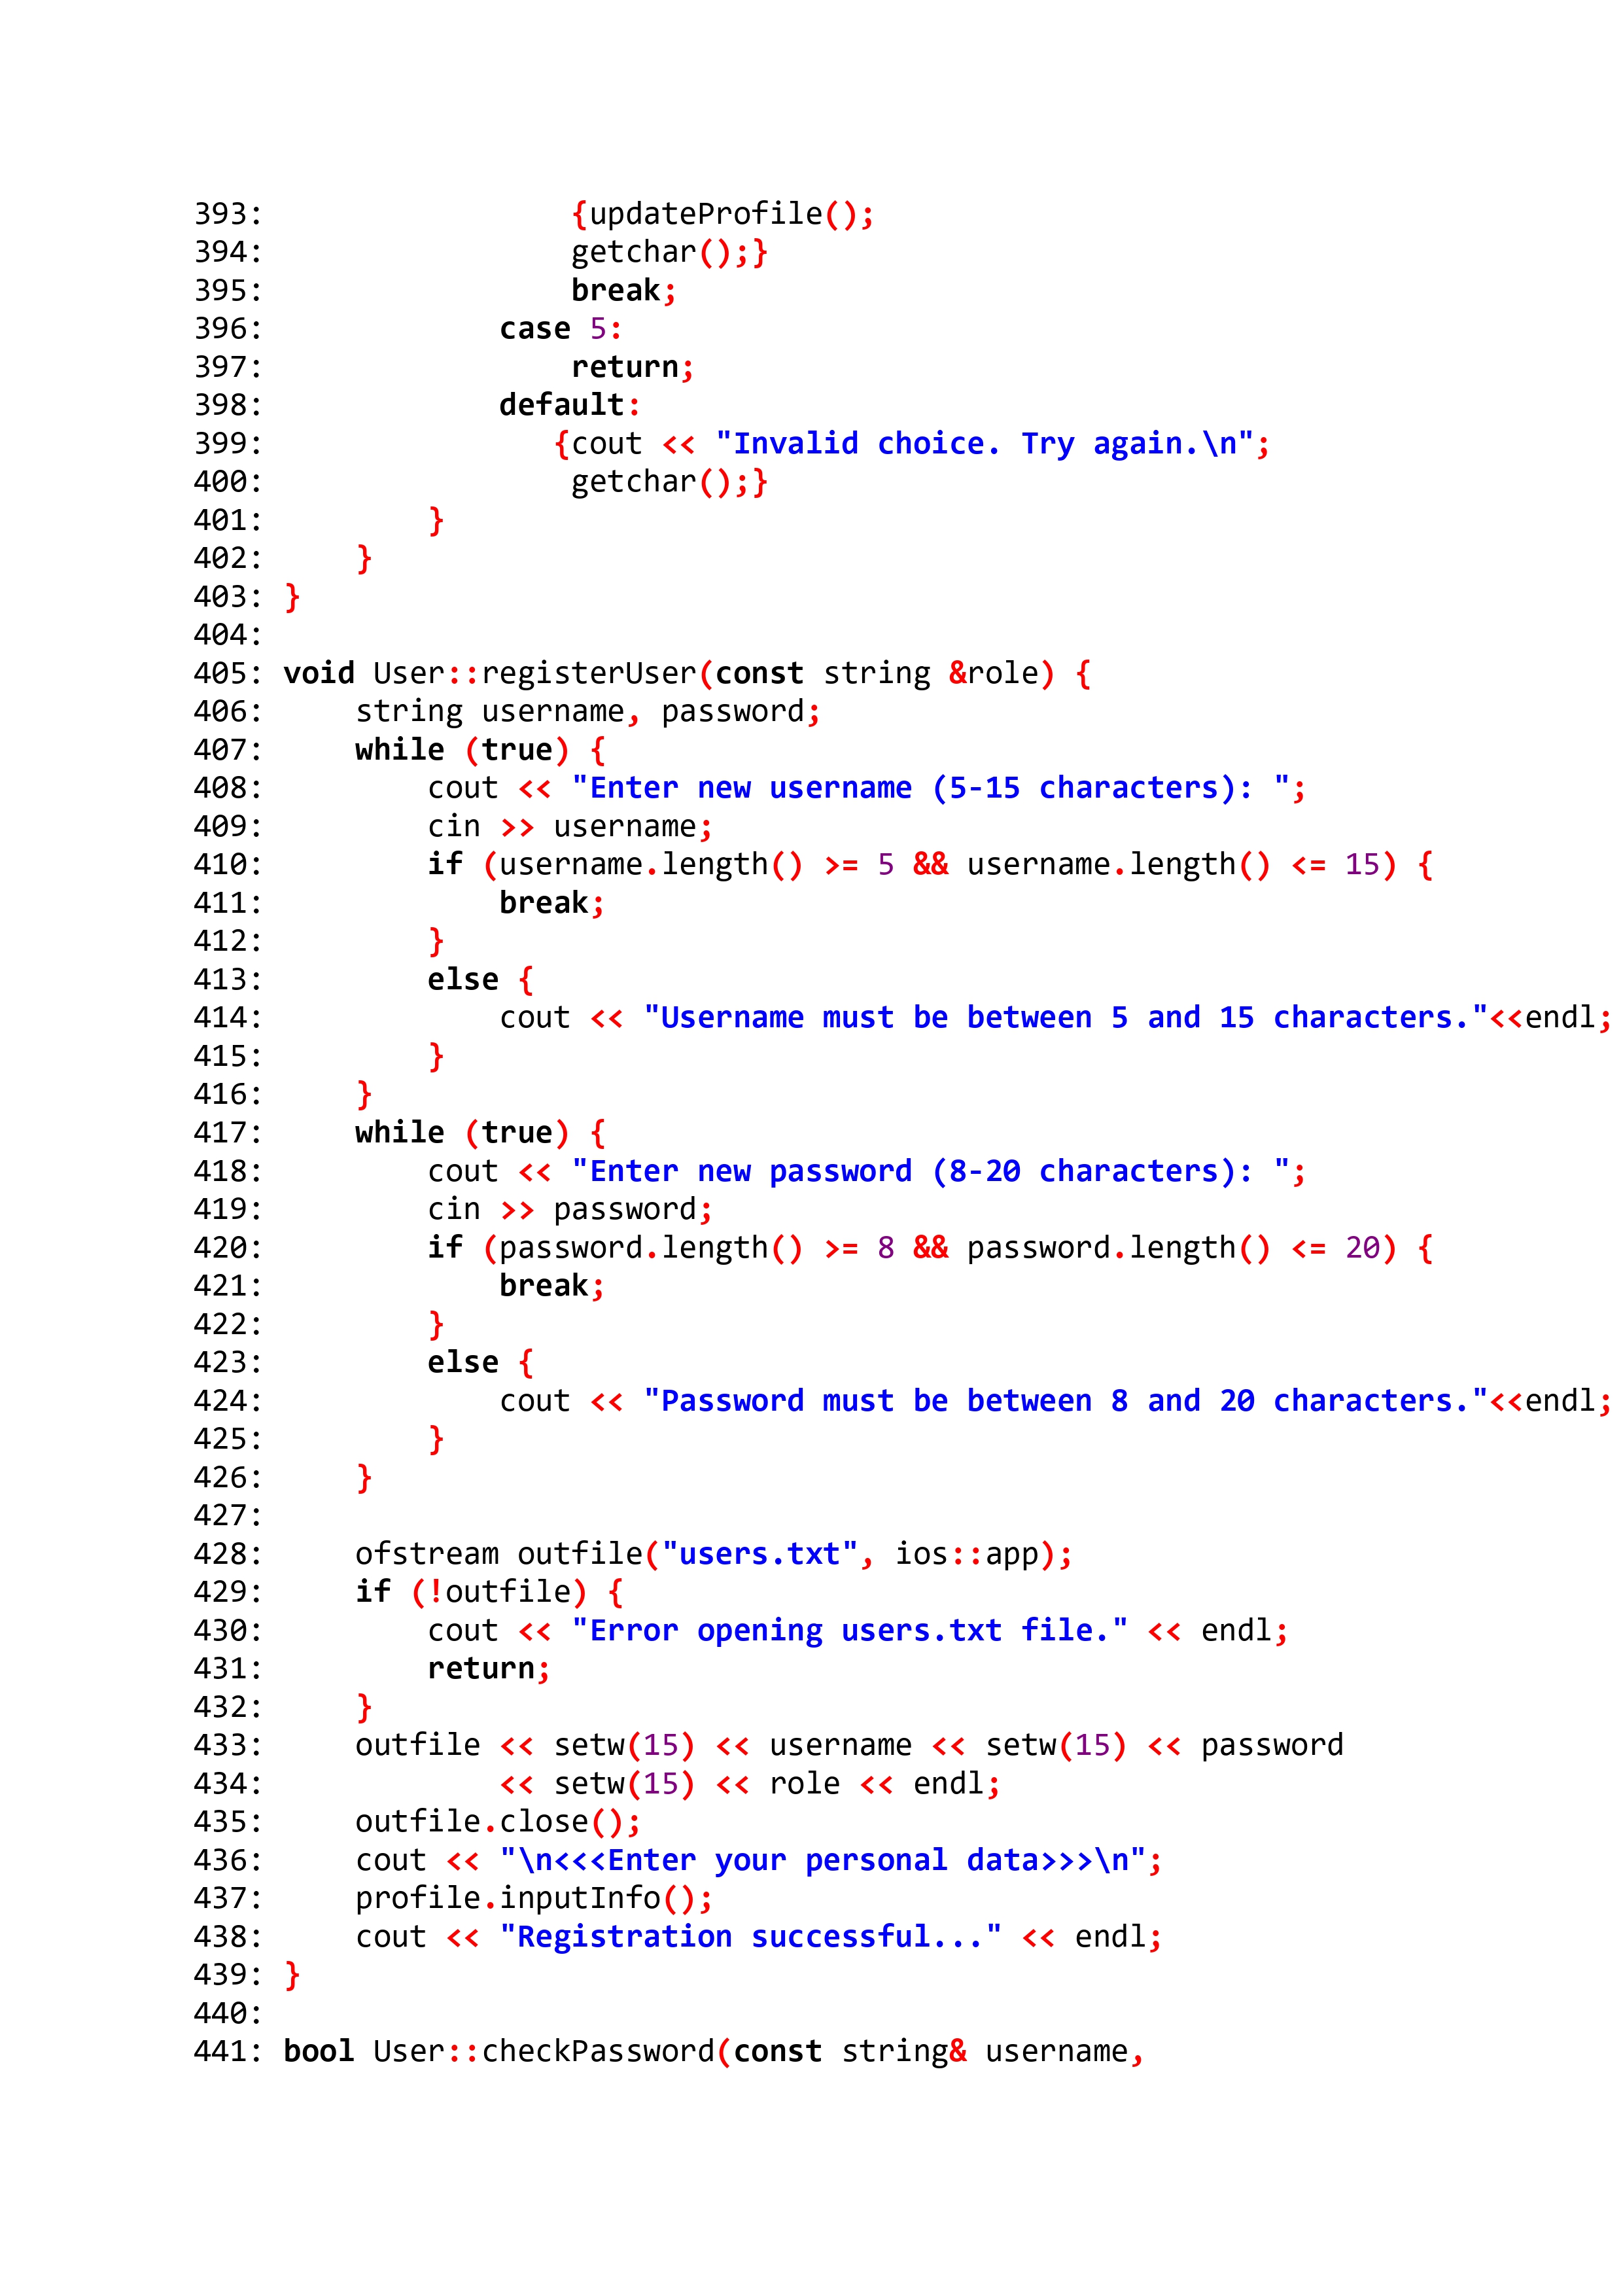 393:                 {updateProfile();
394:                 getchar();}
395:                 break;
396:             case 5:
397:                 return;
398:             default:
399:                {cout << "Invalid choice. Try again.\n";
400:                 getchar();}
401:         }
402:     }
403: }
404:
405: void User::registerUser(const string &role) {
406:     string username, password;
407:     while (true) {
408:         cout << "Enter new username (5-15 characters): ";
409:         cin >> username;
410:         if (username.length() >= 5 && username.length() <= 15) {
411:             break;
412:         }
413:         else {
414:             cout << "Username must be between 5 and 15 characters."<<endl;
415:         }
416:     }
417:     while (true) {
418:         cout << "Enter new password (8-20 characters): ";
419:         cin >> password;
420:         if (password.length() >= 8 && password.length() <= 20) {
421:             break;
422:         }
423:         else {
424:             cout << "Password must be between 8 and 20 characters."<<endl;
425:         }
426:     }
427:
428:     ofstream outfile("users.txt", ios::app);
429:     if (!outfile) {
430:         cout << "Error opening users.txt file." << endl;
431:         return;
432:     }
433:     outfile << setw(15) << username << setw(15) << password
434:             << setw(15) << role << endl;
435:     outfile.close();
436:     cout << "\n<<<Enter your personal data>>>\n";
437:     profile.inputInfo();
438:     cout << "Registration successful..." << endl;
439: }
440:
441: bool User::checkPassword(const string& username,